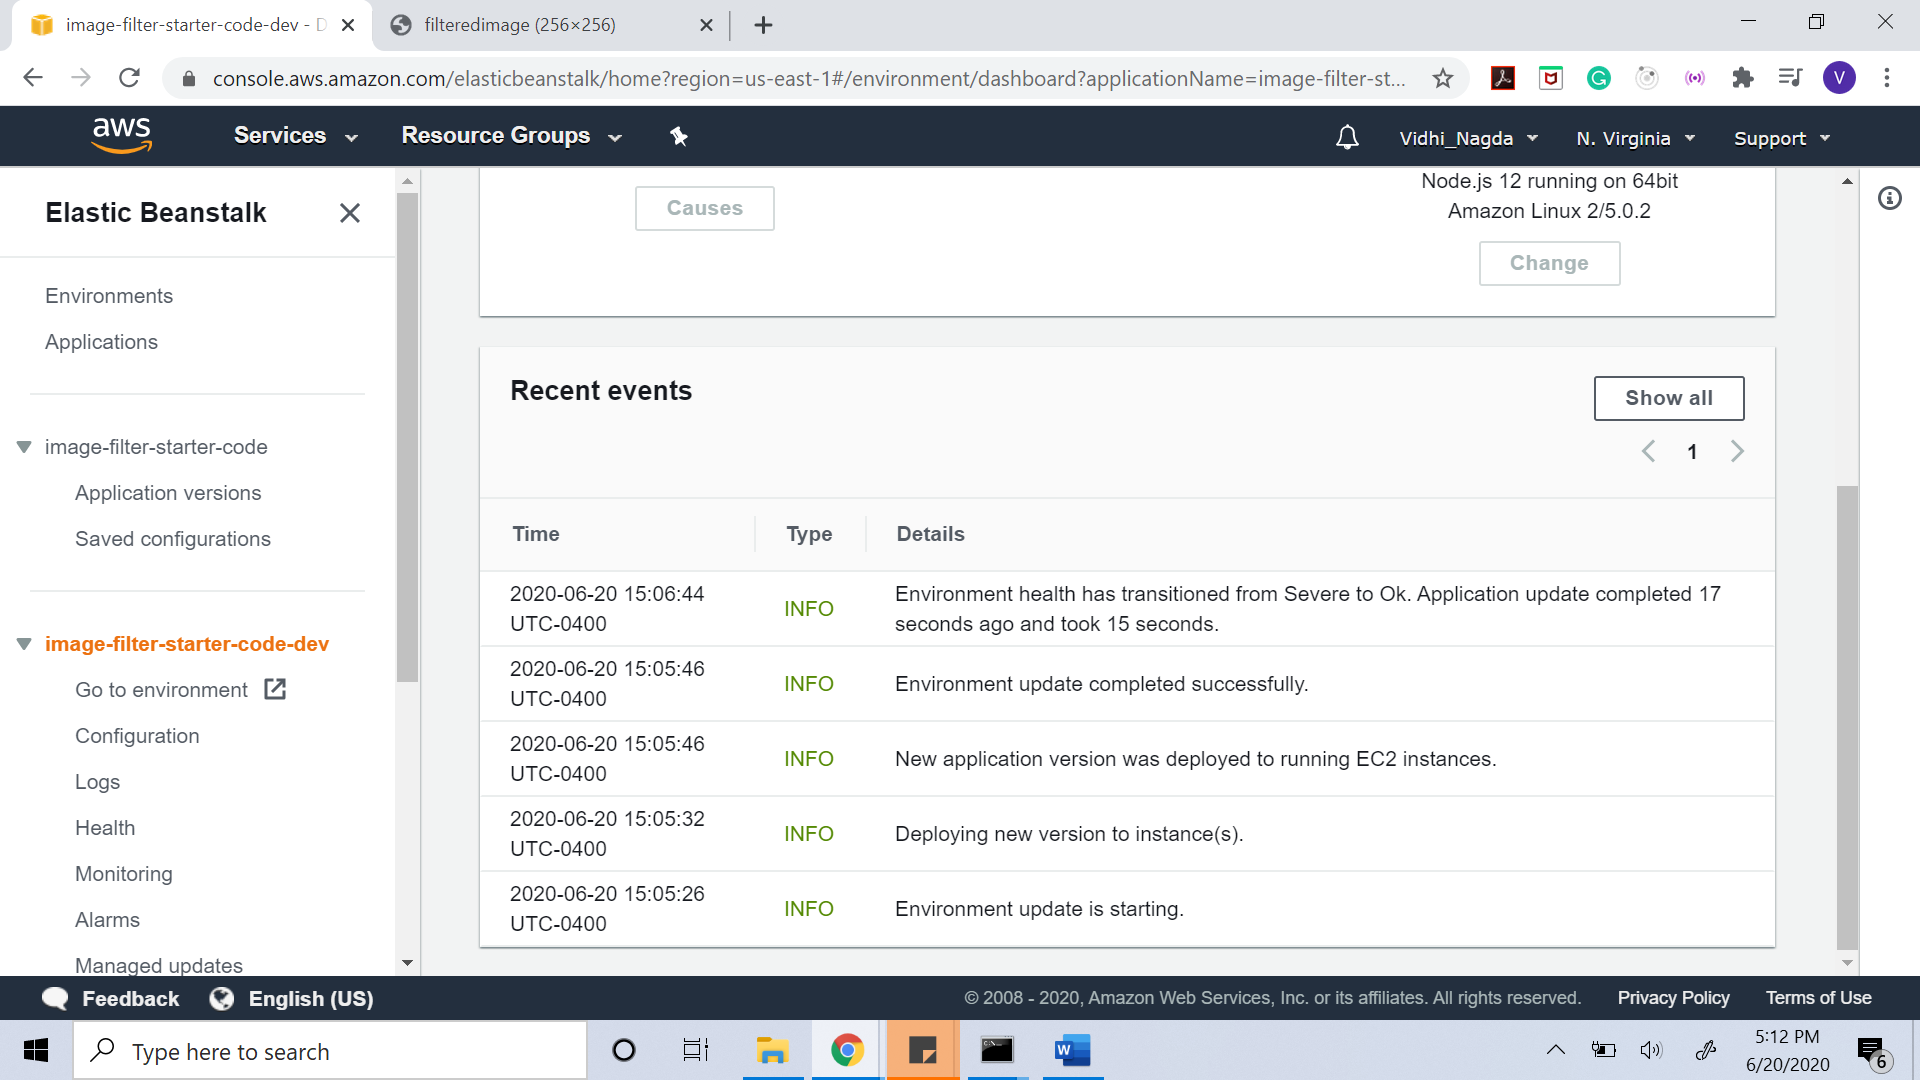 image-filter-starter-code-dev - D
filteredimage (256×256)
console.aws.amazon.com/elasticbeanstalk/home?region=us-east-1#/environment/dashboard?applicationName=image-filter-st...
V
aws
Services
Resource Groups
Vidhi_Nagda
N. Virginia
Support
Elastic Beanstalk
Environments
Applications
image-filter-starter-code
Application versions
Saved configurations
image-filter-starter-code-dev
Go to environment
Configuration
Logs
Health
Monitoring
Alarms
Managed updates
Causes
Node.js 12 running on 64bit
Amazon Linux 2/5.0.2
Change
Recent events
Show all
1
Time Type Details
2020-06-20 15:06:44
UTC-0400
INFO
Environment health has transitioned from Severe to Ok. Application update completed 17
seconds ago and took 15 seconds.
2020-06-20 15:05:46
UTC-0400
INFO
Environment update completed successfully.
2020-06-20 15:05:46
UTC-0400
INFO
New application version was deployed to running EC2 instances.
2020-06-20 15:05:32
UTC-0400
INFO
Deploying new version to instance(s).
2020-06-20 15:05:26
UTC-0400
INFO
Environment update is starting.
Feedback
English (US)
© 2008 - 2020, Amazon Web Services, Inc. or its affiliates. All rights reserved.
Privacy Policy
Terms of Use
Type here to search
W
5:12 PM
6/20/2020
6